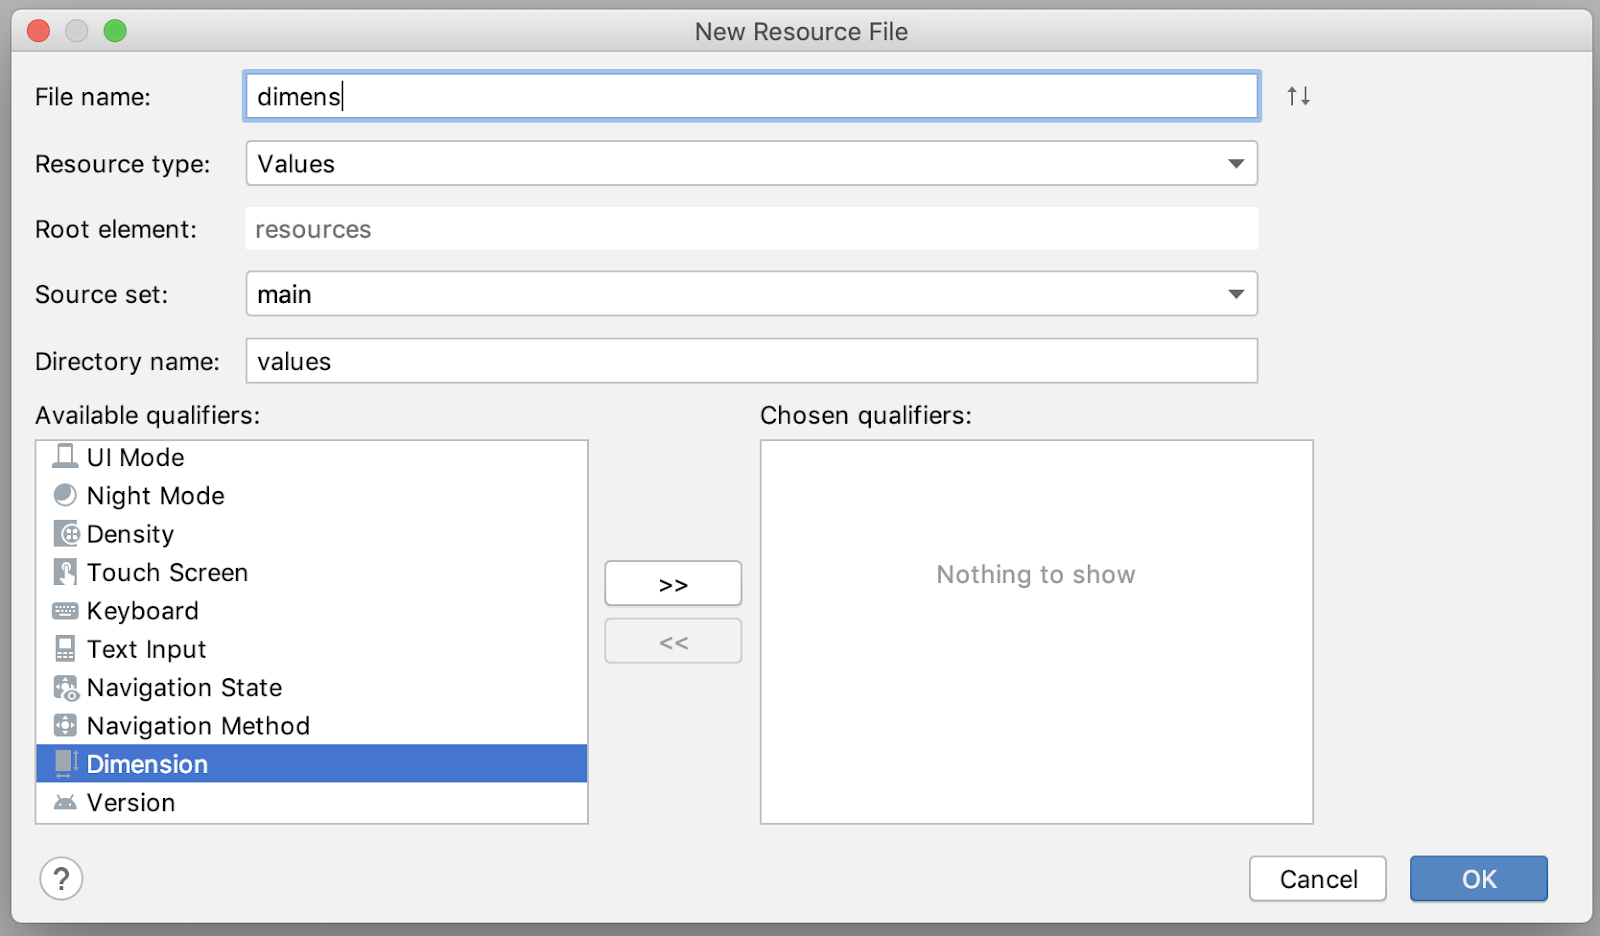 New Resource File
File name: dimens
Resource type: Values
Root element: resources
Source set: main
Directory name: values
Available qualifiers:
UI Mode
Night Mode
Density
Touch Screen
Keyboard
Text Input
Navigation State
Navigation Method
Dimension
Version
>>
<<
Chosen qualifiers:
Nothing to show
?
Cancel
OK